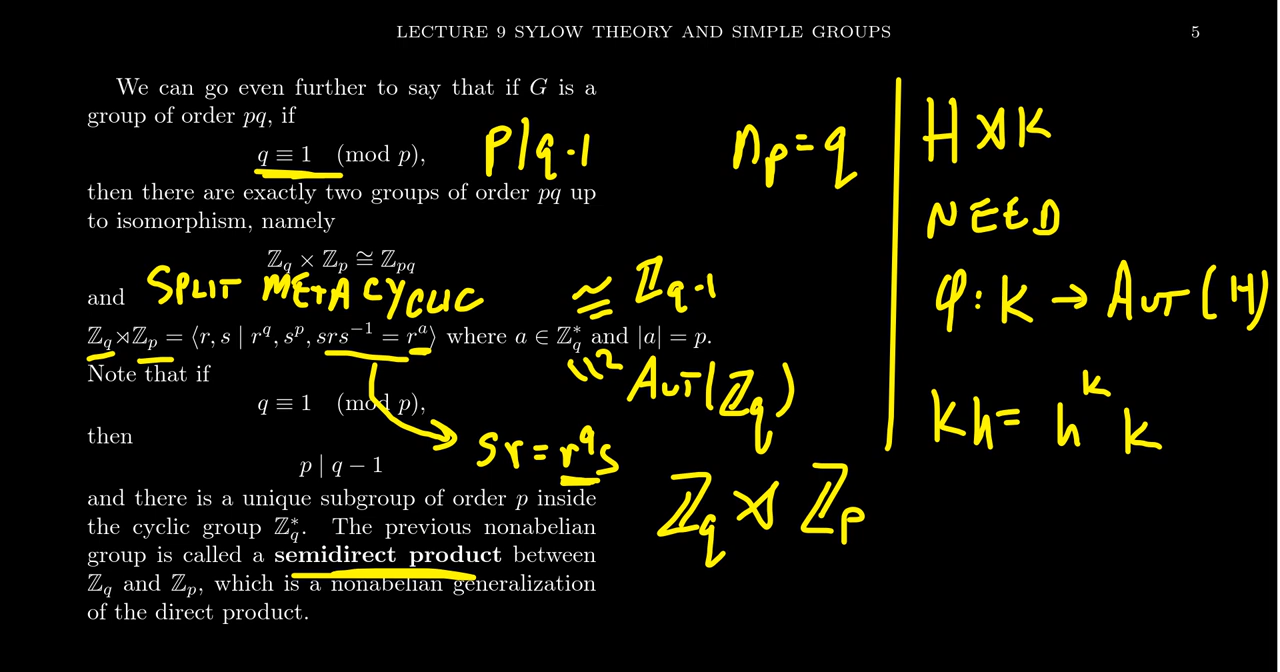 LECTURE 9 SYLOW THEORY AND SIMPLE GROUPS 5
We can go even further to say that if G is a
group of order pq, if
q ≡ 1 (mod p),
then there are exactly two groups of order pq up
to isomorphism, namely
ℤq × ℤp ≅ ℤpq
and
ℤq ⋊ ℤp = ⟨r, s | r^q, s^p, srs^−1 = r^a⟩ where a ∈ ℤ*q and |a| = p.
Note that if
q ≡ 1 (mod p),
then
p | q − 1
and there is a unique subgroup of order p inside
the cyclic group ℤ*q. The previous nonabelian
group is called a semidirect product between
ℤq and ℤp, which is a nonabelian generalization
of the direct product.
P | q-1
SPLIT METACYCLIC
sr = r^a s
np = q
≅ ℤq-1
≅ AUT(ℤq)
ℤq ⋊ ℤp
H ⋊ K
NEED
φ: K → AUT(H)
kh = h^k k